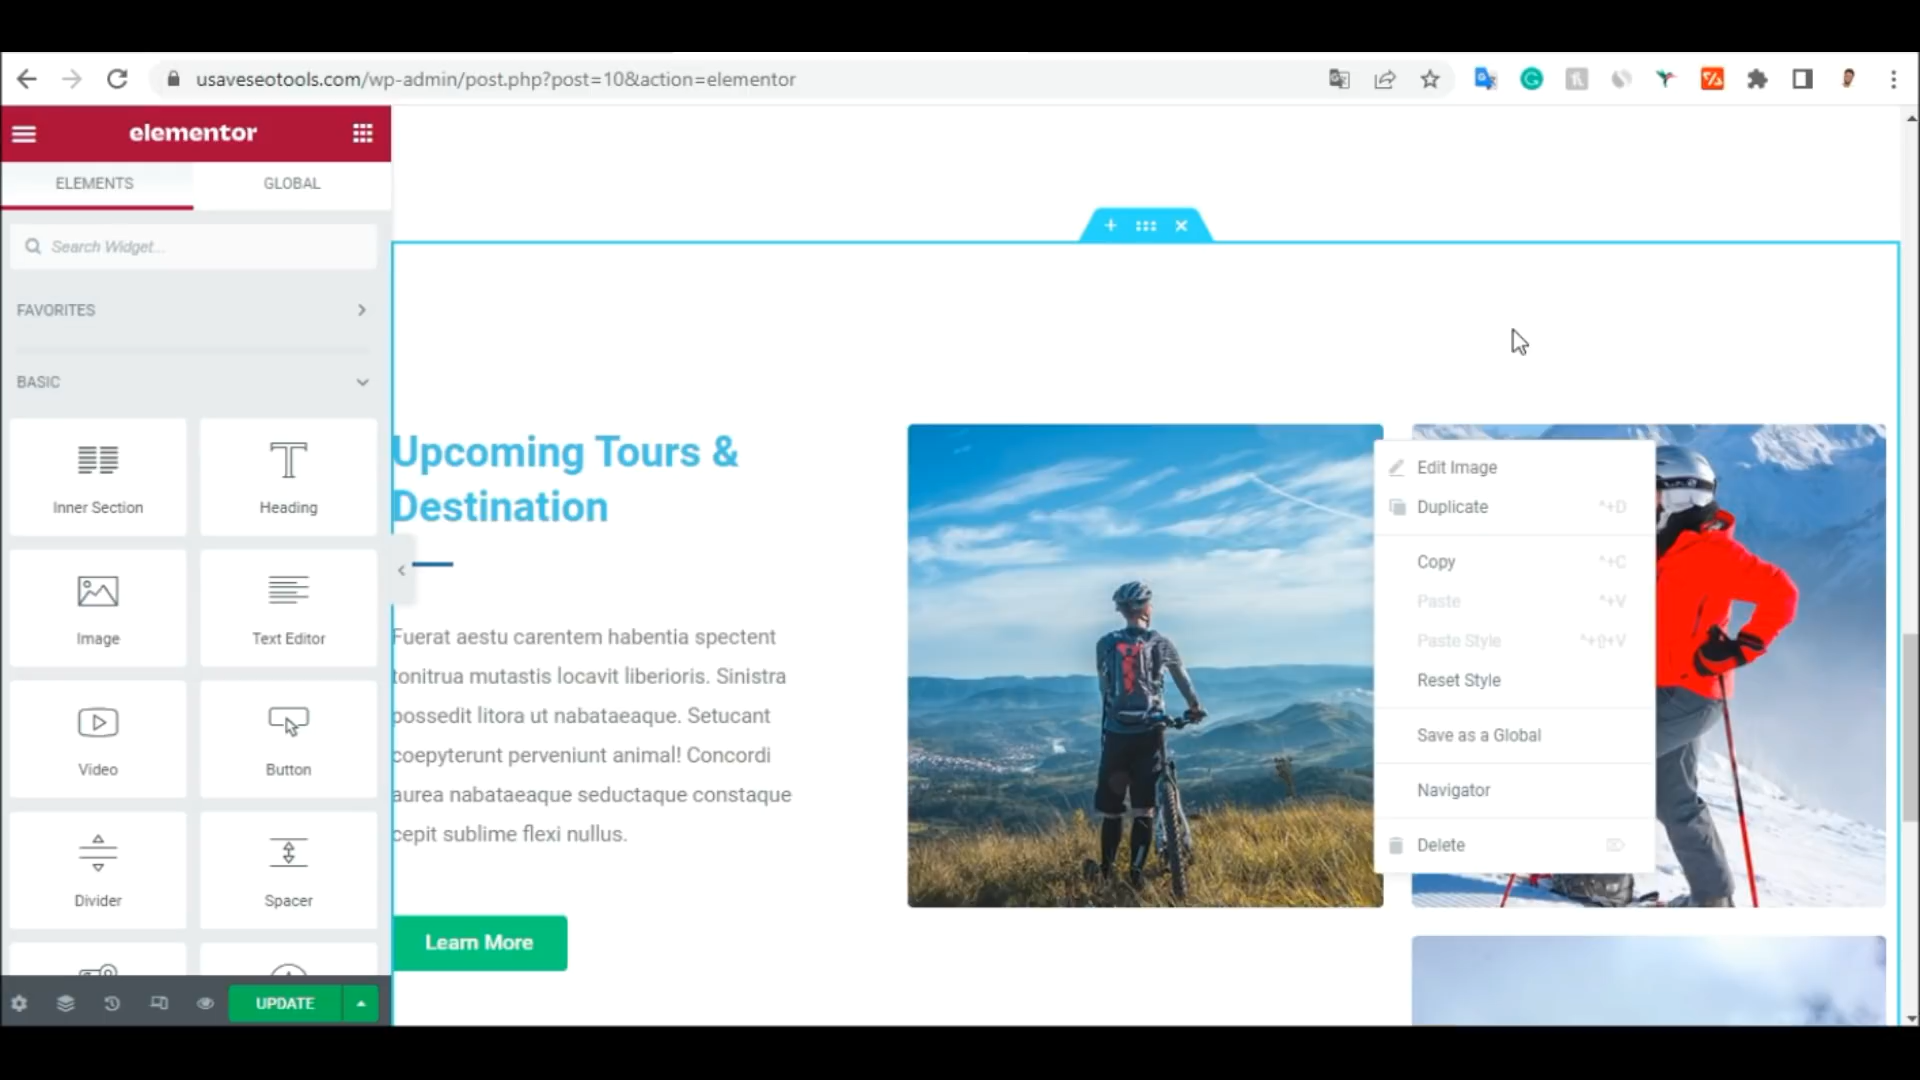 usaveseotools.com/wp-admin/post.php?post=10&action=elementor
elementor
ELEMENTS
GLOBAL
Search Widget...
FAVORITES
BASIC
Inner Section
Heading
Image
Text Editor
Video
Button
Divider
Spacer
UPDATE
Upcoming Tours &
Destination
Fuerat aestu carentem habentia spectent
tonitrua mutastis locavit liberioris. Sinistra
possedit litora ut nabataeaque. Setucant
coepyterunt perveniunt animal! Concordi
aurea nabataeaque seductaque constaque
cepit sublime flexi nullus.
Learn More
Edit Image
Duplicate ^+D
Copy ^+C
Paste ^+V
Paste Style ^+⇧+V
Reset Style
Save as a Global
Navigator
Delete ⌦